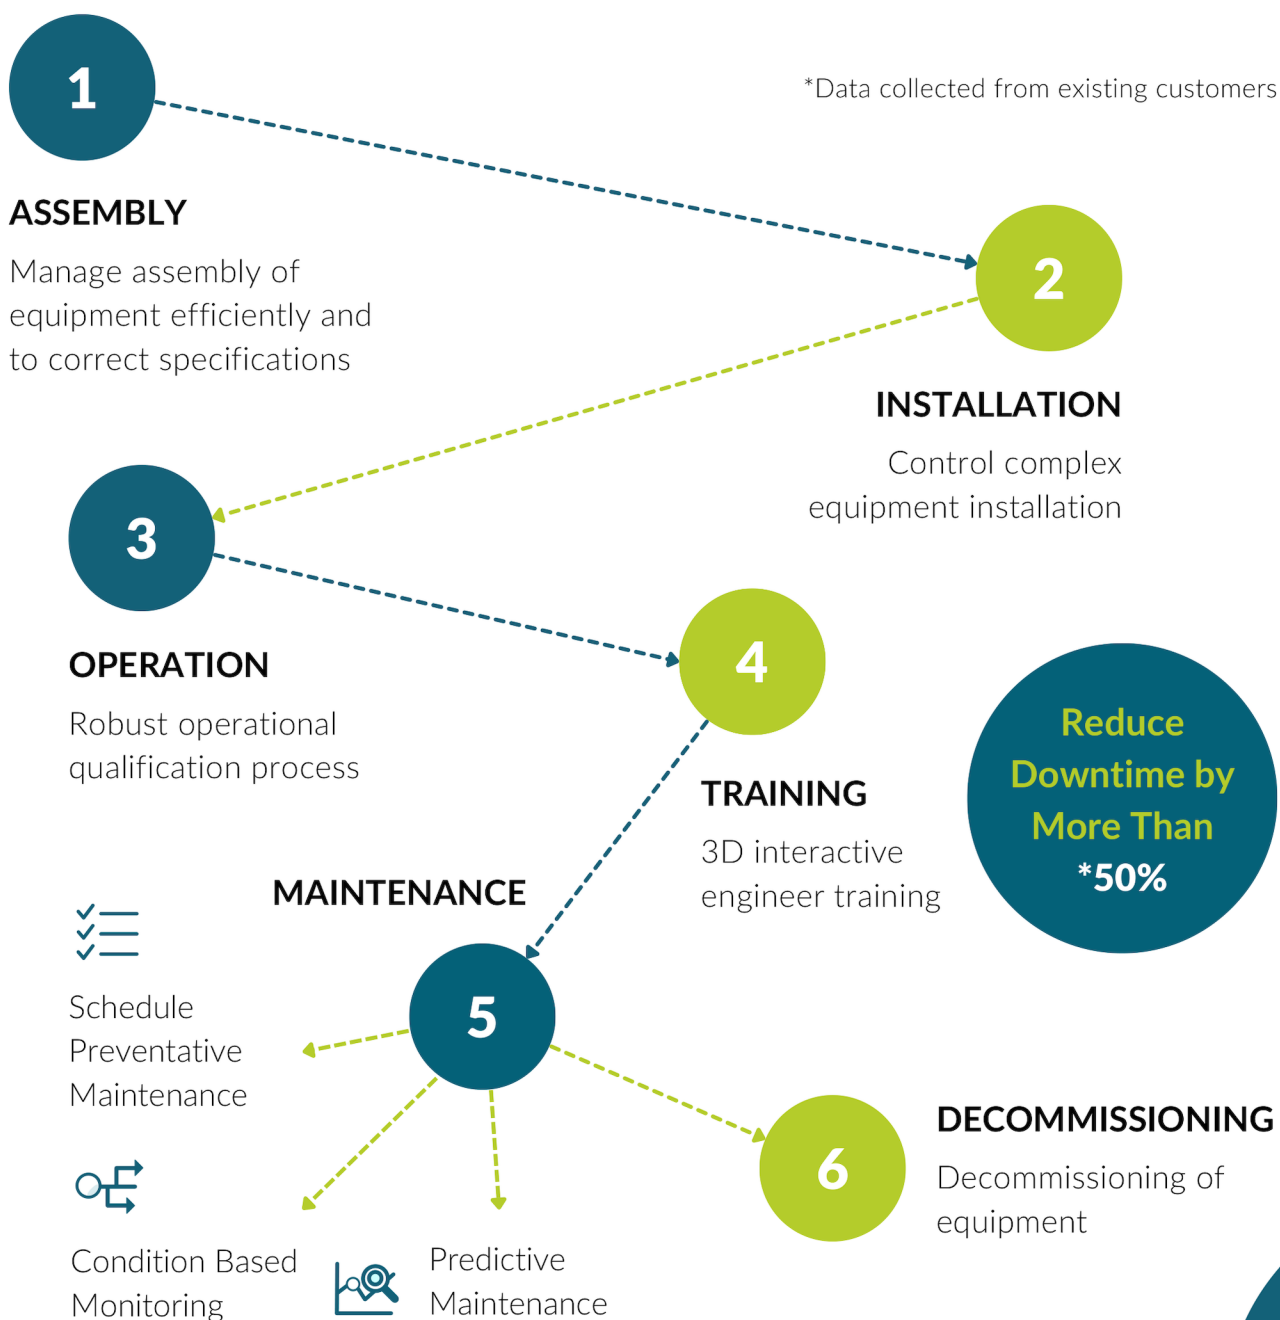 1
*Data collected from existing customers
ASSEMBLY
Manage assembly of
equipment efficiently and
to correct specifications
2
INSTALLATION
Control complex
equipment installation
3
OPERATION
Robust operational
qualification process
4
TRAINING
3D interactive
engineer training
Reduce
Downtime by
More Than
*50%
MAINTENANCE
5
Schedule
Preventative
Maintenance
Condition Based
Monitoring
Predictive
Maintenance
6
DECOMMISSIONING
Decommissioning of
equipment